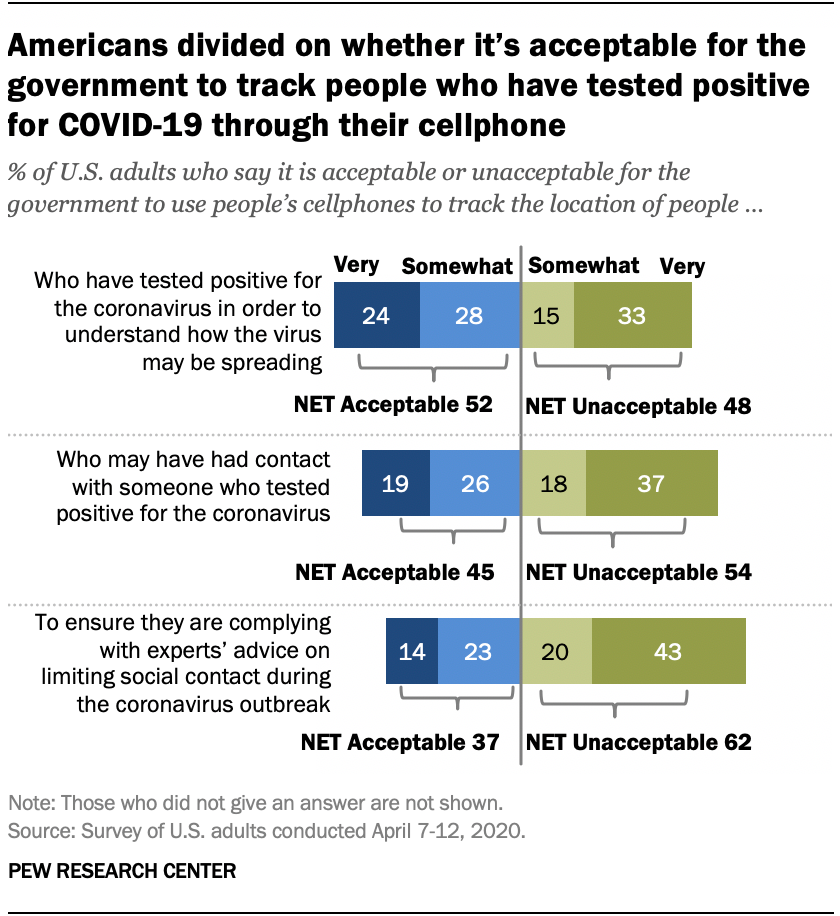 Americans divided on whether it's acceptable for the
government to track people who have tested positive
for COVID-19 through their cellphone
% of U.S. adults who say it is acceptable or unacceptable for the
government to use people's cellphones to track the location of people ...
Very Somewhat Somewhat Very
Who have tested positive for
the coronavirus in order to
understand how the virus
may be spreading
24 28 15 33
NET Acceptable 52 NET Unacceptable 48
Who may have had contact
with someone who tested
positive for the coronavirus
19 26 18 37
NET Acceptable 45 NET Unacceptable 54
To ensure they are complying
with experts' advice on
limiting social contact during
the coronavirus outbreak
14 23 20 43
NET Acceptable 37 NET Unacceptable 62
Note: Those who did not give an answer are not shown.
Source: Survey of U.S. adults conducted April 7-12, 2020.
PEW RESEARCH CENTER